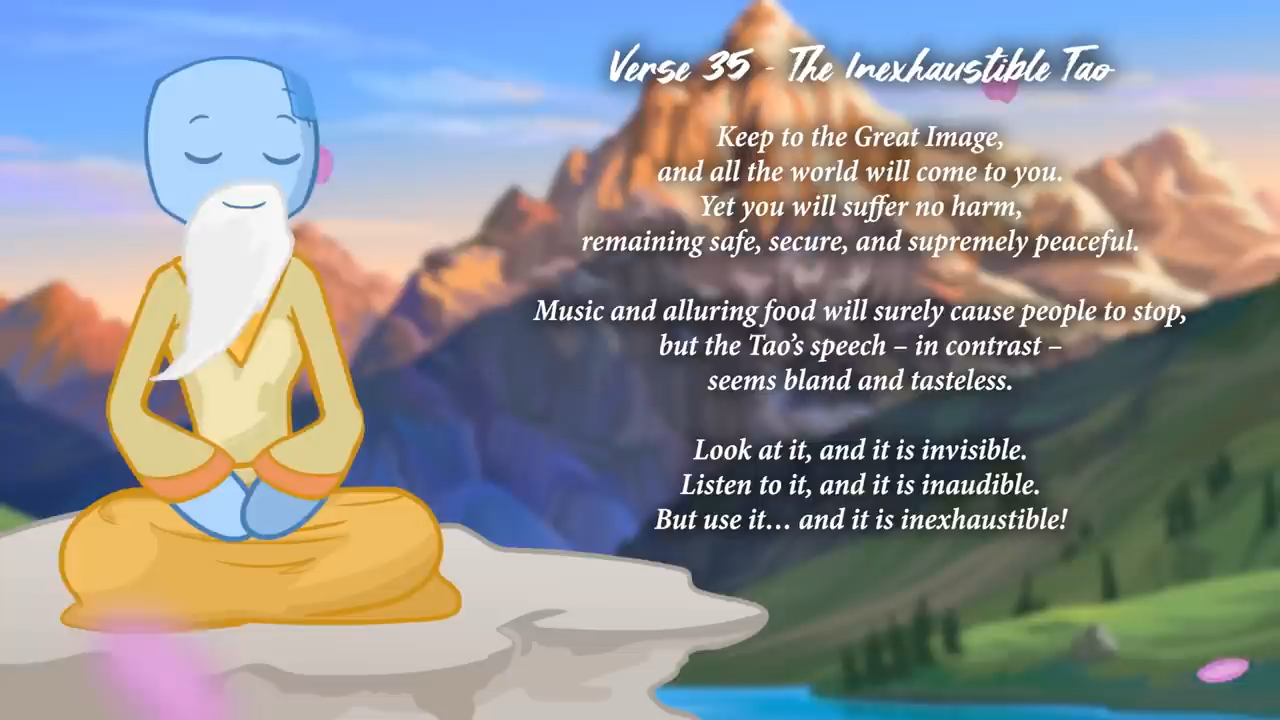 Verse 35 - The Inexhaustible Tao
Keep to the Great Image,
and all the world will come to you.
Yet you will suffer no harm,
remaining safe, secure, and supremely peaceful.
Music and alluring food will surely cause people to stop,
but the Tao’s speech – in contrast –
seems bland and tasteless.
Look at it, and it is invisible.
Listen to it, and it is inaudible.
But use it… and it is inexhaustible!